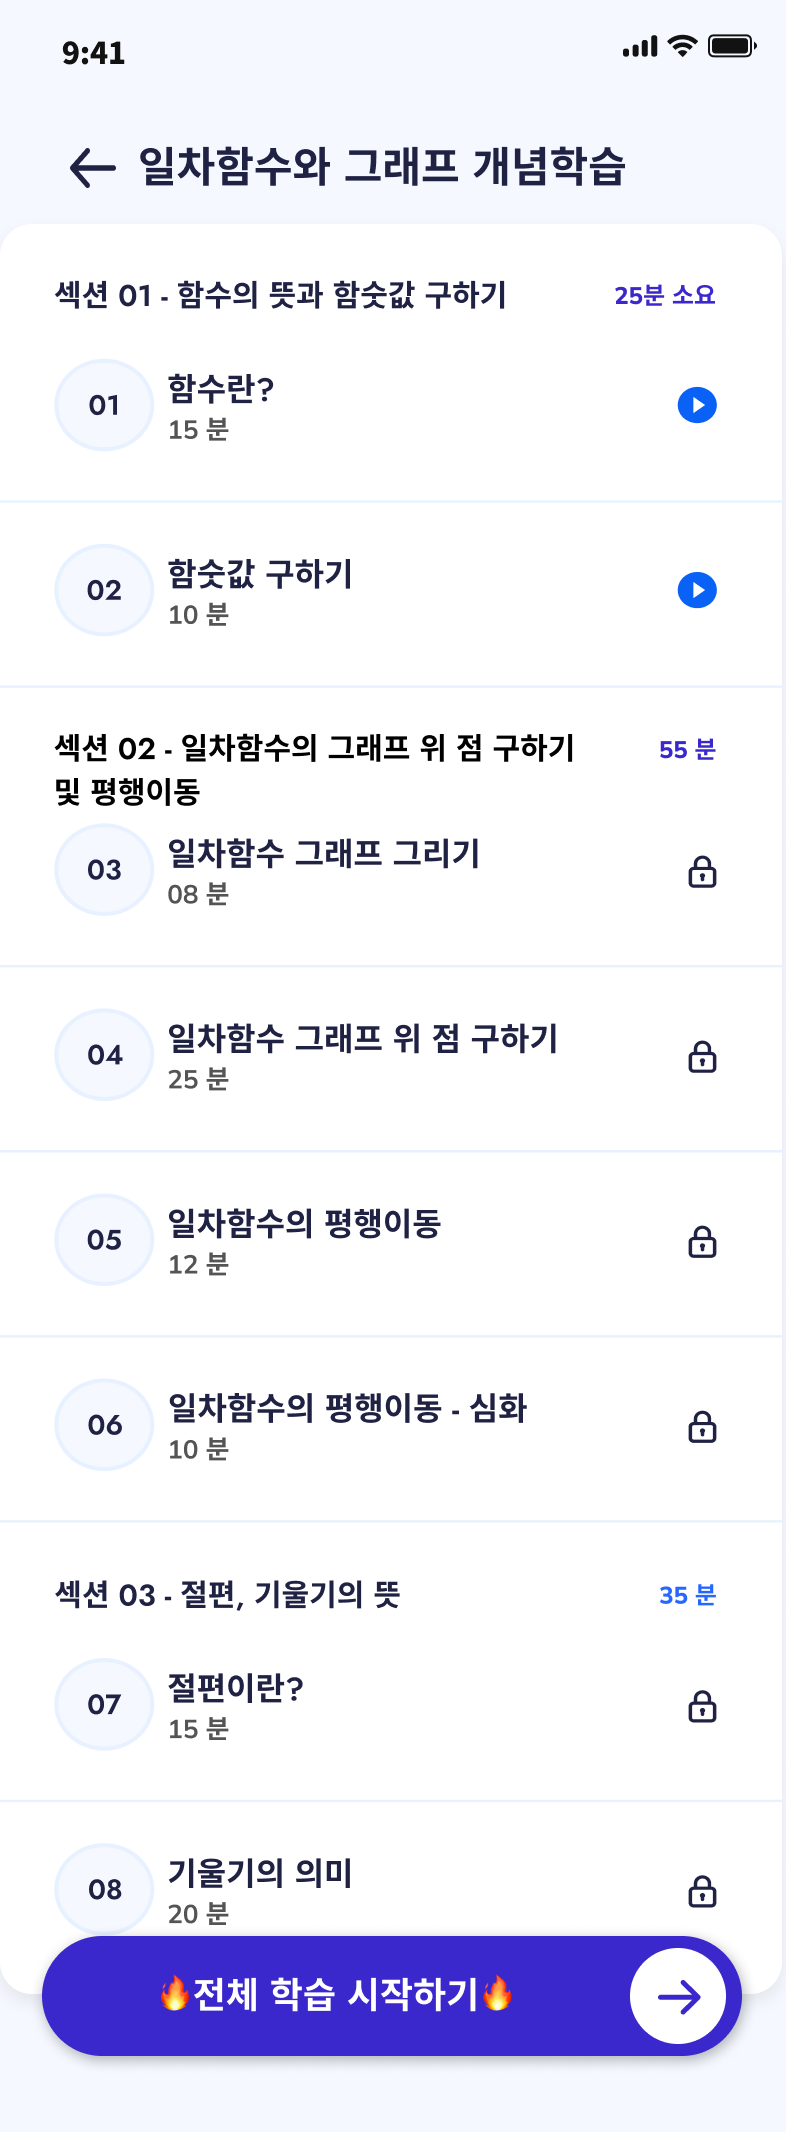 9:41
일차함수와 그래프 개념학습
섹션 01 - 함수의 뜻과 함숫값 구하기
25분 소요
01
함수란?
15 분
02
함숫값 구하기
10 분
섹션 02 - 일차함수의 그래프 위 점 구하기
및 평행이동
55 분
03
일차함수 그래프 그리기
08 분
04
일차함수 그래프 위 점 구하기
25 분
05
일차함수의 평행이동
12 분
06
일차함수의 평행이동 - 심화
10 분
섹션 03 - 절편, 기울기의 뜻
35 분
07
절편이란?
15 분
08
기울기의 의미
20 분
🔥전체 학습 시작하기🔥